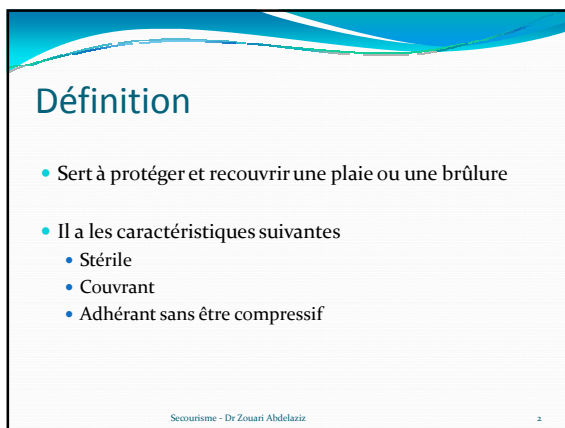 Définition
Sert à protéger et recouvrir une plaie ou une brûlure
Il a les caractéristiques suivantes
Stérile
Couvrant
Adhérant sans être compressif
Secourisme - Dr Zouari Abdelaziz
2